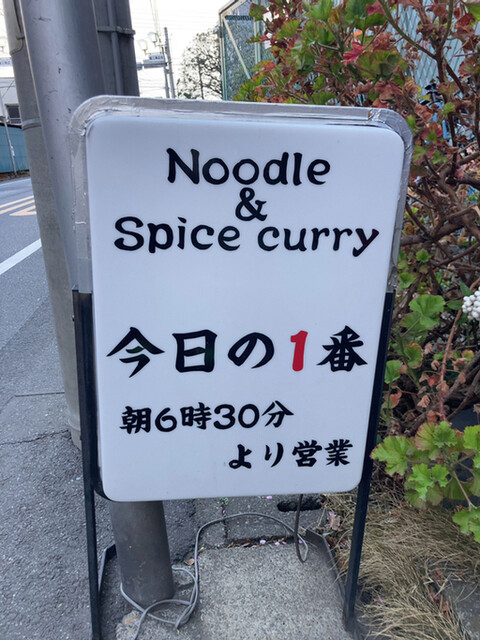 Noodle
&
Spice curry
今日の1番
朝6時30分
より営業